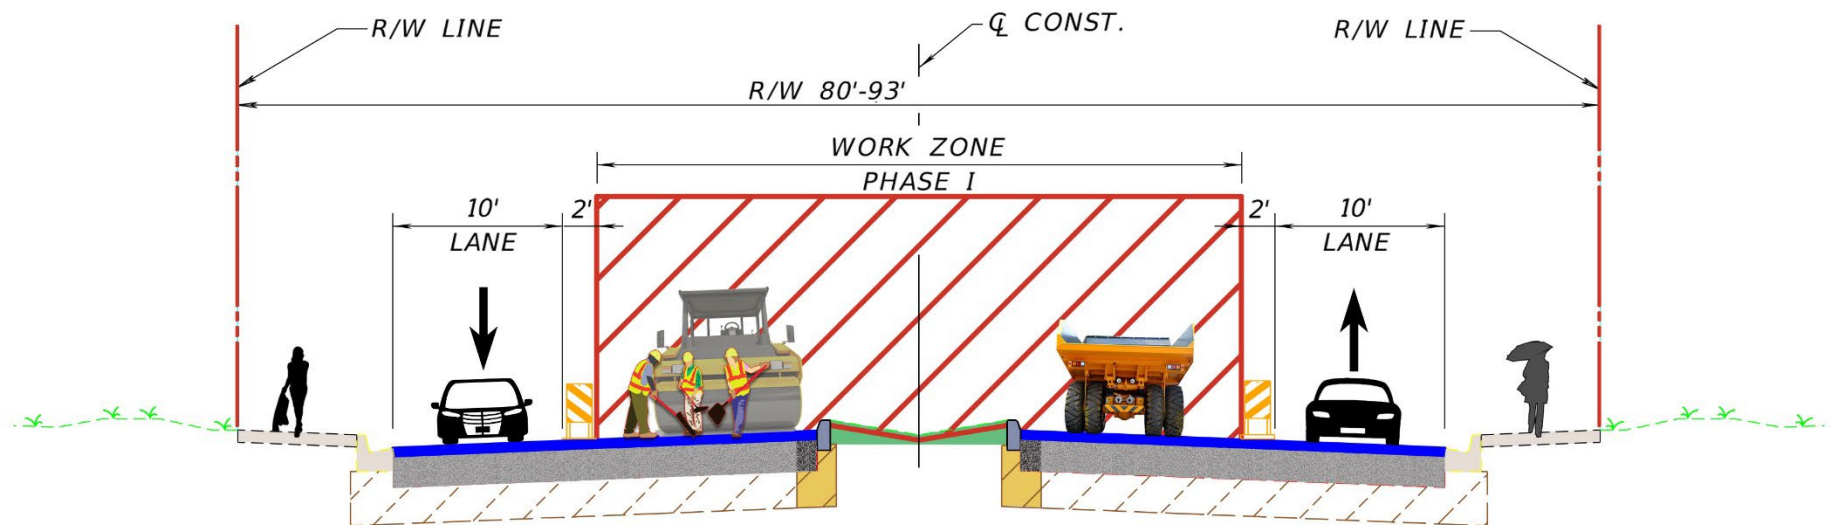 R/W LINE
℄ CONST.
R/W LINE
R/W 80'-93'
WORK ZONE
PHASE I
10'
2'
2'
10'
LANE
LANE